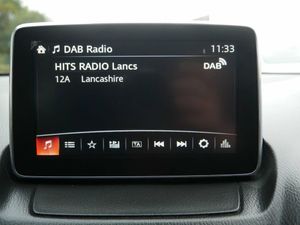 DAB Radio 11:33
HITS RADIO Lancs DAB
12A Lancashire
TA